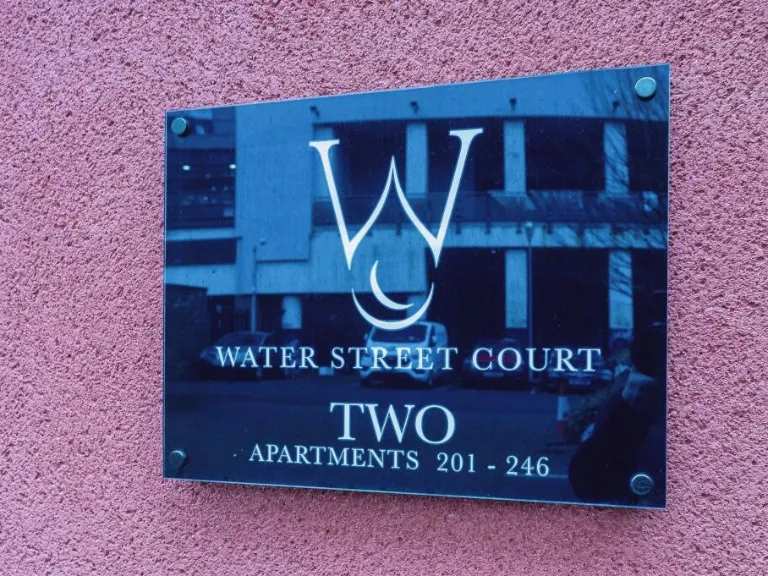 W
WATER STREET COURT
TWO
APARTMENTS 201 - 246